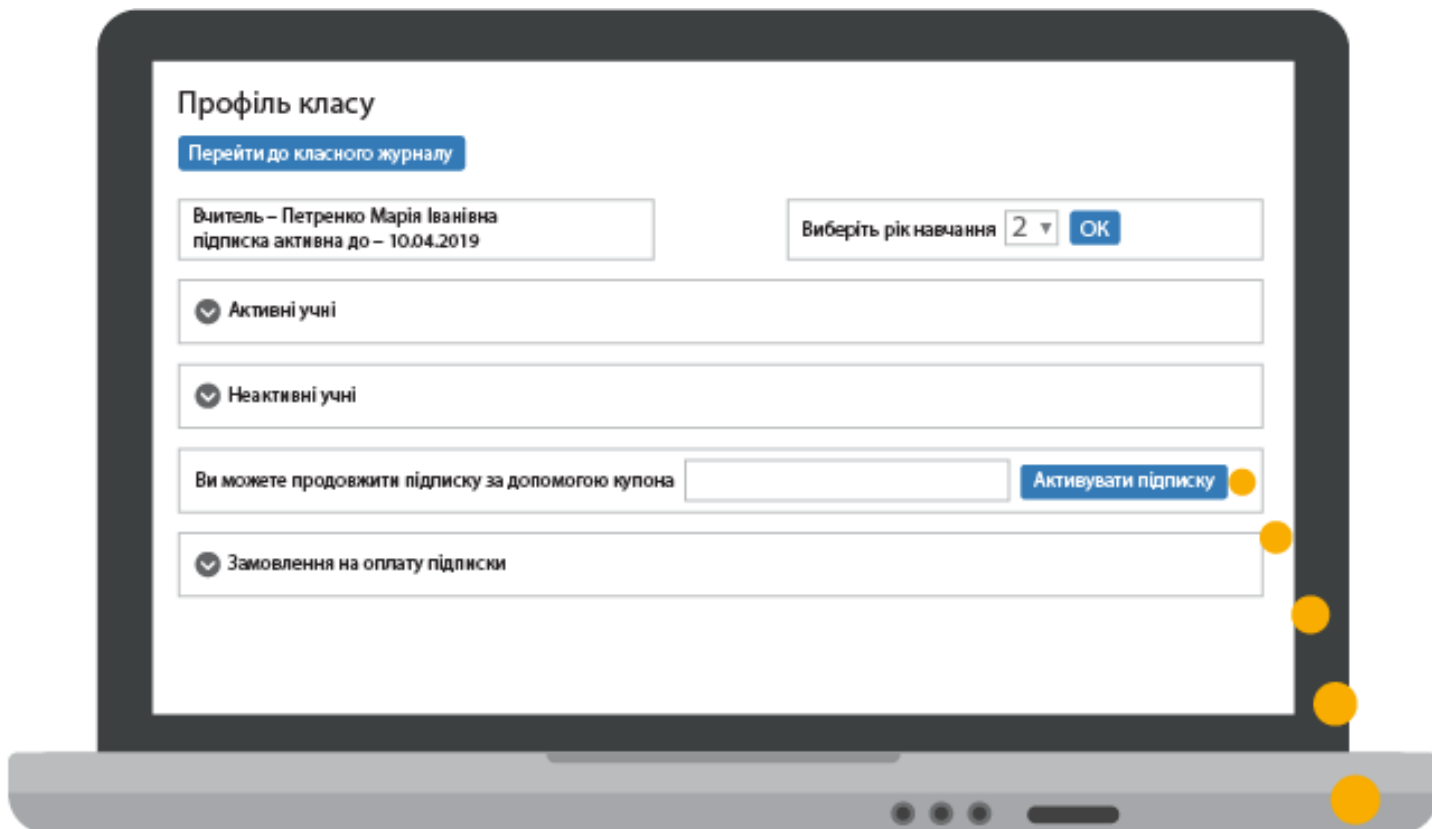 Профіль класу
Перейти до класного журналу
Вчитель – Петренко Марія Іванівна
підписка активна до – 10.04.2019
Виберіть рік навчання 2 ОК
Активні учні
Неактивні учні
Ви можете продовжити підписку за допомогою купона Активувати підписку
Замовлення на оплату підписки